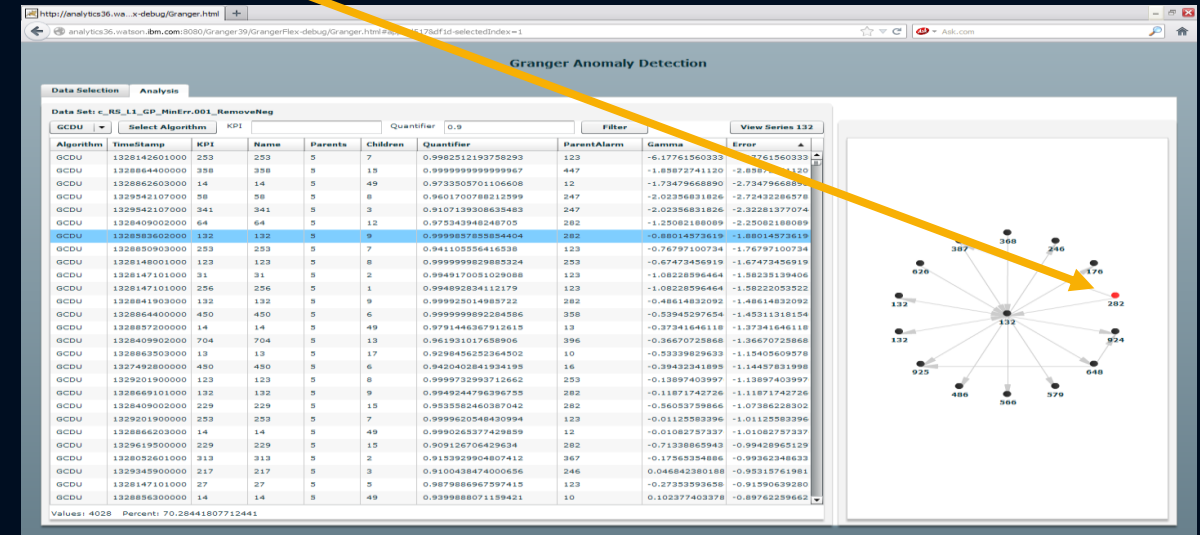 http://analytics36.wa...x-debug/Granger.html
analytics36.watson.ibm.com:8080/Granger39/GrangerFlex-debug/Granger.html
Ask.com
Granger Anomaly Detection
Data Selection Analysis
Data Set: c_RS_L1_GP_MinErr.001_RemoveNeg
GCDU Select Algorithm KPI Quantifier 0.9 Filter View Series 132
Algorithm TimeStamp KPI Name Parents Children Quantifier ParentAlarm Gamma Error
GCDU 1328142601000 253 253 5 7 0.9982512193758293 123 -6.17761560333
GCDU 1328864400000 358 358 5 15 0.9999999999999967 447 -1.85872741120
GCDU 1328862603000 14 14 5 49 0.9733505701106608 12 -1.73479668890
GCDU 1329542107000 58 58 5 8 0.9601700788212599 247 -2.02356831826 -2.72432286578
GCDU 1329542107000 341 341 5 3 0.9107139308635483 247 -2.02356831826 -2.32281377074
GCDU 1328409002000 64 64 5 12 0.975343948248705 282 -1.25082188089 -2.25082188089
GCDU 1328583602000 132 132 5 9 0.9999857855854404 282 -0.88014573619 -1.88014573619
GCDU 1328850903000 253 253 5 7 0.941105556416538 123 -0.76797100734 -1.76797100734
GCDU 1328148001000 123 123 5 8 0.9999999829885324 253 -0.67473456919 -1.67473456919
GCDU 1328147101000 31 31 5 2 0.9949170051029088 123 -1.08228596464 -1.58235139406
GCDU 1328147101000 256 256 5 1 0.994892834112179 123 -1.08228596464 -1.58222053522
GCDU 1328841903000 132 132 5 9 0.999925014985722 282 -0.48614832092 -1.48614832092
GCDU 1328864400000 450 450 5 6 0.9999999892284586 358 -0.53945297654 -1.45311318154
GCDU 1328857200000 14 14 5 49 0.9791446367912615 13 -0.37341646118 -1.37341646118
GCDU 1328409902000 704 704 5 13 0.961931017658906 396 -0.36670725868 -1.36670725868
GCDU 1328863503000 13 13 5 17 0.9298456252364502 10 -0.53339829633 -1.15405609578
GCDU 1327492800000 450 450 5 6 0.9420402841934195 16 -0.39432341895 -1.14457831998
GCDU 1329201900000 123 123 5 8 0.9999732993712662 253 -0.13897403997 -1.13897403997
GCDU 1328669101000 132 132 5 9 0.9949244796396755 282 -0.11871742726 -1.11871742726
GCDU 1328409002000 229 229 5 15 0.9535582460387042 282 -0.56053759866 -1.07386228302
GCDU 1329201900000 253 253 5 7 0.9999620548430994 123 -0.01125583396 -1.01125583396
GCDU 1328866203000 14 14 5 49 0.9990265377429859 12 -0.01082757337 -1.01082757337
GCDU 1329619500000 229 229 5 15 0.909126706429634 282 -0.71338865943 -0.99428965129
GCDU 1328052601000 313 313 5 2 0.9153929904807412 367 -0.17565354886 -0.99362348633
GCDU 1329345900000 217 217 5 3 0.9100438474000656 246 0.046842380188 -0.95315761981
GCDU 1328147101000 27 27 5 5 0.9879886967597415 123 -0.27353593658 -0.91590639280
GCDU 1328856300000 14 14 5 49 0.9399888071159421 10 0.102377403378 -0.89762259662
Values: 4028 Percent: 70.28441807712441
368
387 246
626 176
132 282
132
132 924
925 648
486 566 579